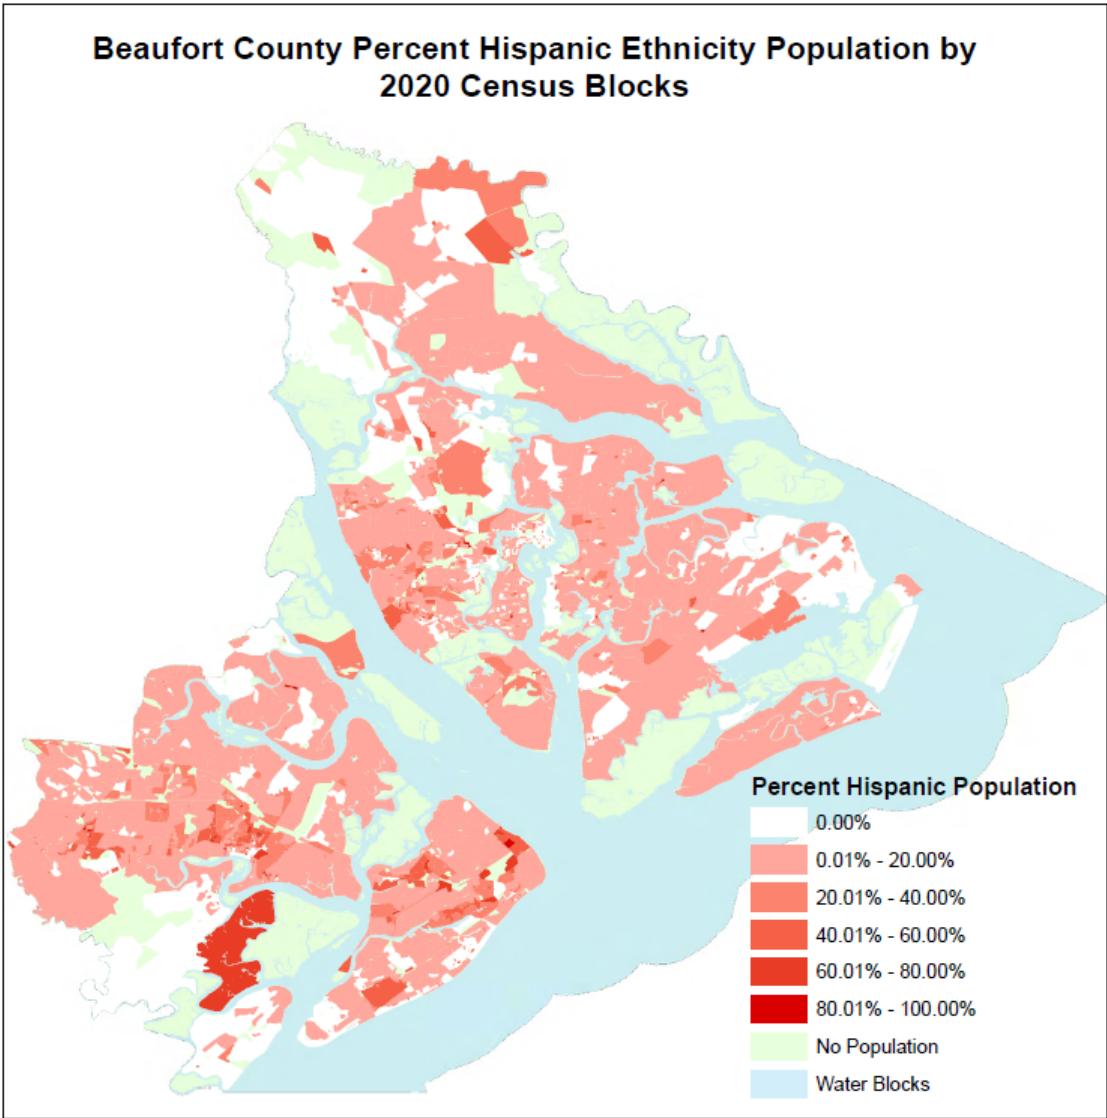 Beaufort County Percent Hispanic Ethnicity Population by
2020 Census Blocks
Percent Hispanic Population
0.00%
0.01% - 20.00%
20.01% - 40.00%
40.01% - 60.00%
60.01% - 80.00%
80.01% - 100.00%
No Population
Water Blocks